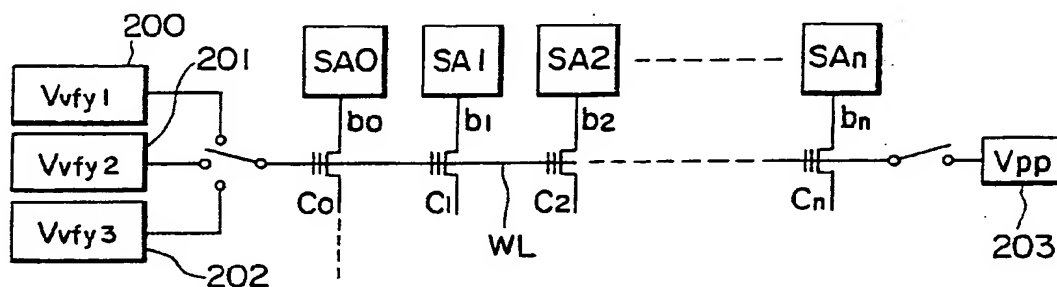 200
201
SA0 SA1 SA2 SAn
Vvfy1
b0 b1 b2 bn
Vvfy2
Vpp
C0 C1 C2 Cn
Vvfy3
WL
203
202